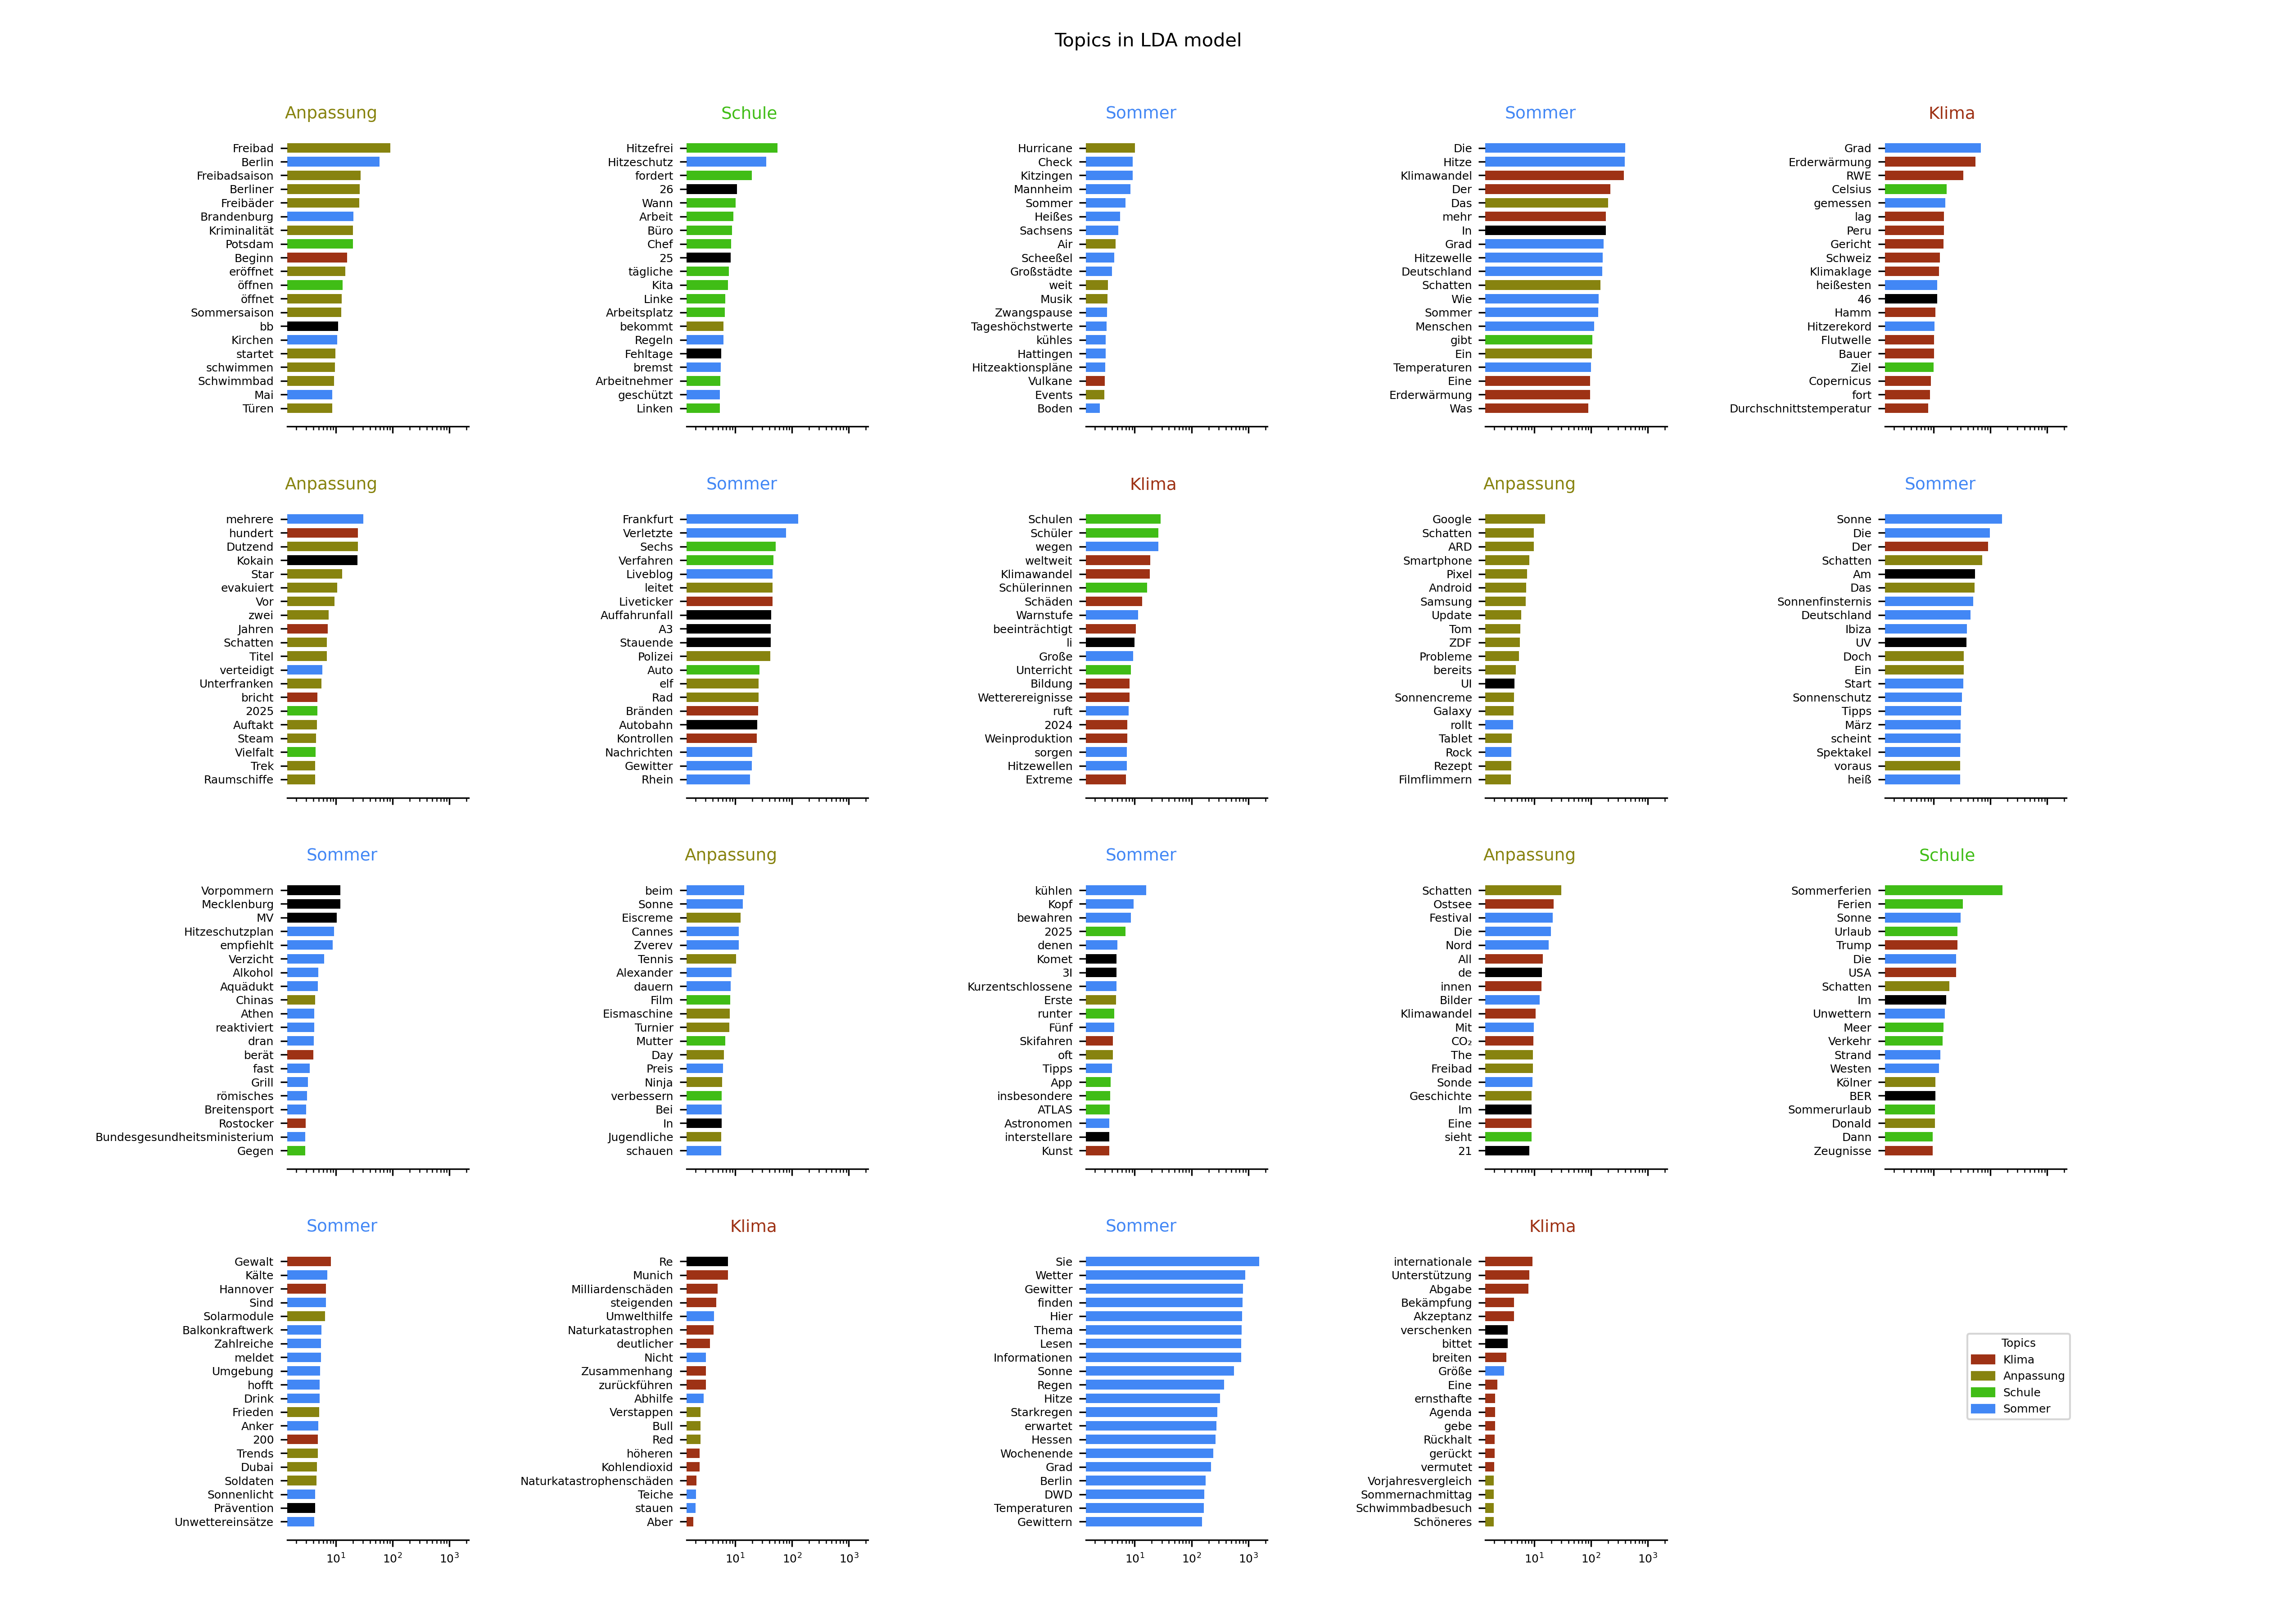 Topics in LDA model
Anpassung
Freibad
Berlin
Freibadsaison
Berliner
Freibäder
Brandenburg
Kriminalität
Potsdam
Beginn
eröffnet
öffnen
öffnet
Sommersaison
bb
Kirchen
startet
schwimmen
Schwimmbad
Mai
Türen
Schule
Hitzefrei
Hitzeschutz
fordert
26
Wann
Arbeit
Büro
Chef
25
tägliche
Kita
Linke
Arbeitsplatz
bekommt
Regeln
Fehltage
bremst
Arbeitnehmer
geschützt
Linken
Sommer
Hurricane
Check
Kitzingen
Mannheim
Sommer
Heißes
Sachsens
Air
Scheeßel
Großstädte
weit
Musik
Zwangspause
Tageshöchstwerte
kühles
Hattingen
Hitzeaktionspläne
Vulkane
Events
Boden
Sommer
Die
Hitze
Klimawandel
Der
Das
mehr
In
Grad
Hitzewelle
Deutschland
Schatten
Wie
Sommer
Menschen
gibt
Ein
Temperaturen
Eine
Erderwärmung
Was
Klima
Grad
Erderwärmung
RWE
Celsius
gemessen
lag
Peru
Gericht
Schweiz
Klimaklage
heißesten
46
Hamm
Hitzerekord
Flutwelle
Bauer
Ziel
Copernicus
fort
Durchschnittstemperatur
Anpassung
mehrere
hundert
Dutzend
Kokain
Star
evakuiert
Vor
zwei
Jahren
Schatten
Titel
verteidigt
Unterfranken
bricht
2025
Auftakt
Steam
Vielfalt
Trek
Raumschiffe
Sommer
Frankfurt
Verletzte
Sechs
Verfahren
Liveblog
leitet
Liveticker
Auffahrunfall
A3
Stauende
Polizei
Auto
elf
Rad
Bränden
Autobahn
Kontrollen
Nachrichten
Gewitter
Rhein
Klima
Schulen
Schüler
wegen
weltweit
Klimawandel
Schülerinnen
Schäden
Warnstufe
beeinträchtigt
li
Große
Unterricht
Bildung
Wetterereignisse
ruft
2024
Weinproduktion
sorgen
Hitzewellen
Extreme
Anpassung
Google
Schatten
ARD
Smartphone
Pixel
Android
Samsung
Update
Tom
ZDF
Probleme
bereits
UI
Sonnencreme
Galaxy
rollt
Tablet
Rock
Rezept
Filmflimmern
Sommer
Sonne
Die
Der
Schatten
Am
Das
Sonnenfinsternis
Deutschland
Ibiza
UV
Doch
Ein
Start
Sonnenschutz
Tipps
März
scheint
Spektakel
voraus
heiß
Sommer
Vorpommern
Mecklenburg
MV
Hitzeschutzplan
empfiehlt
Verzicht
Alkohol
Aquädukt
Chinas
Athen
reaktiviert
dran
berät
fast
Grill
römisches
Breitensport
Rostocker
Bundesgesundheitsministerium
Gegen
Anpassung
beim
Sonne
Eiscreme
Cannes
Zverev
Tennis
Alexander
dauern
Film
Eismaschine
Turnier
Mutter
Day
Preis
Ninja
verbessern
Bei
In
Jugendliche
schauen
Sommer
kühlen
Kopf
bewahren
2025
denen
Komet
3I
Kurzentschlossene
Erste
runter
Fünf
Skifahren
oft
Tipps
App
insbesondere
ATLAS
Astronomen
interstellare
Kunst
Anpassung
Schatten
Ostsee
Festival
Die
Nord
All
de
innen
Bilder
Klimawandel
Mit
CO₂
The
Freibad
Sonde
Geschichte
Im
Eine
sieht
21
Schule
Sommerferien
Ferien
Sonne
Urlaub
Trump
Die
USA
Schatten
Im
Unwettern
Meer
Verkehr
Strand
Westen
Kölner
BER
Sommerurlaub
Donald
Dann
Zeugnisse
Sommer
Gewalt
Kälte
Hannover
Sind
Solarmodule
Balkonkraftwerk
Zahlreiche
meldet
Umgebung
hofft
Drink
Frieden
Anker
200
Trends
Dubai
Soldaten
Sonnenlicht
Prävention
Unwettereinsätze
10¹ 10² 10³
Klima
Re
Munich
Milliardenschäden
steigenden
Umwelthilfe
Naturkatastrophen
deutlicher
Nicht
Zusammenhang
zurückführen
Abhilfe
Verstappen
Bull
Red
höheren
Kohlendioxid
Naturkatastrophenschäden
Teiche
stauen
Aber
10¹ 10² 10³
Sommer
Sie
Wetter
Gewitter
finden
Hier
Thema
Lesen
Informationen
Sonne
Regen
Hitze
Starkregen
erwartet
Hessen
Wochenende
Grad
Berlin
DWD
Temperaturen
Gewittern
10¹ 10² 10³
Klima
internationale
Unterstützung
Abgabe
Bekämpfung
Akzeptanz
verschenken
bittet
breiten
Größe
Eine
ernsthafte
Agenda
gebe
Rückhalt
gerückt
vermutet
Vorjahresvergleich
Sommernachmittag
Schwimmbadbesuch
Schöneres
10¹ 10² 10³
Topics
Klima
Anpassung
Schule
Sommer